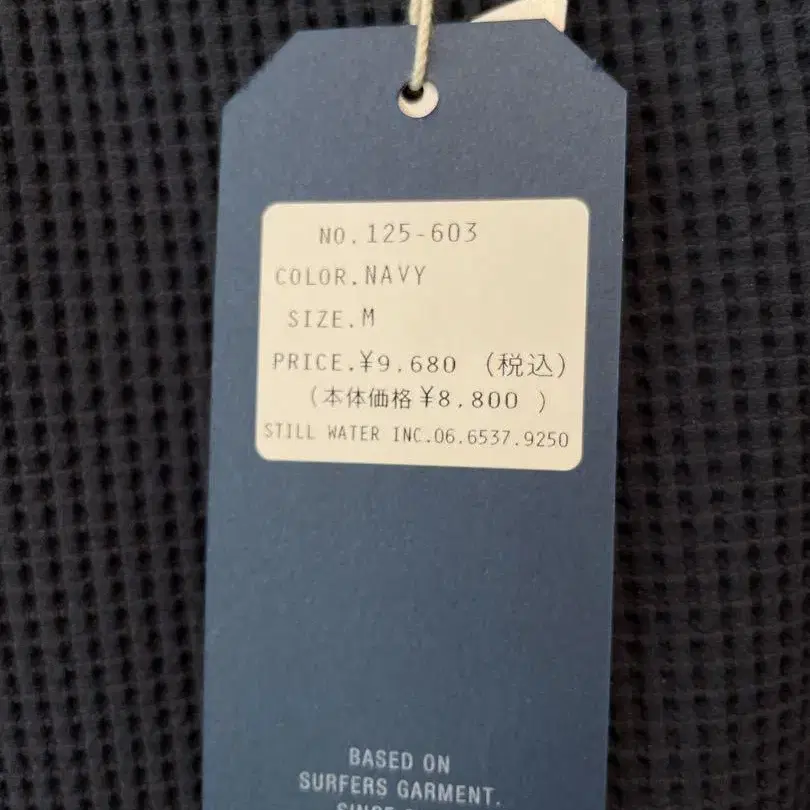 NO. 125-603
COLOR. NAVY
SIZE. M
PRICE. ¥9.680 (税込)
(本体価格 ¥8.800 )
STILL WATER INC.06.6537.9250
BASED ON
SURFERS GARMENT.
SINCE